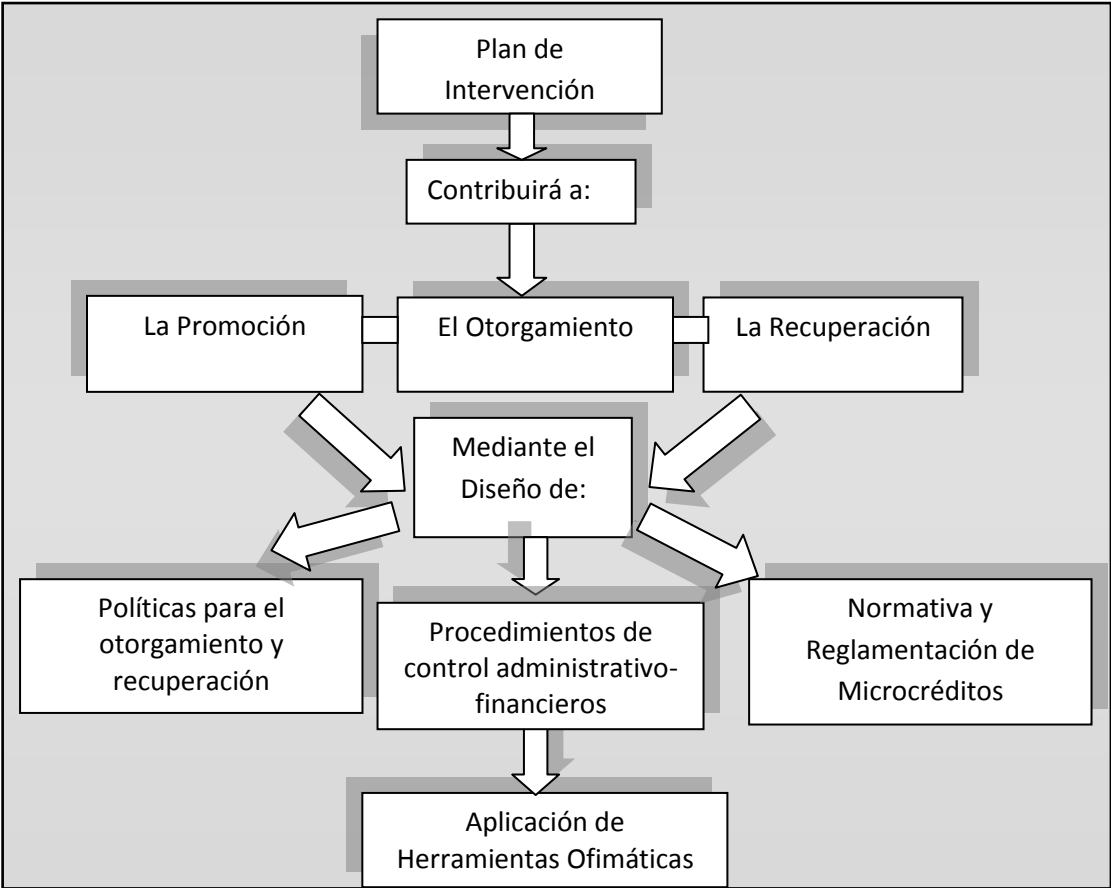 Plan de
Intervención
Contribuirá a:
La Promoción
El Otorgamiento
La Recuperación
Mediante el
Diseño de:
Políticas para el
otorgamiento y
recuperación
Procedimientos de
control administrativo-
financieros
Normativa y
Reglamentación de
Microcréditos
Aplicación de
Herramientas Ofimáticas